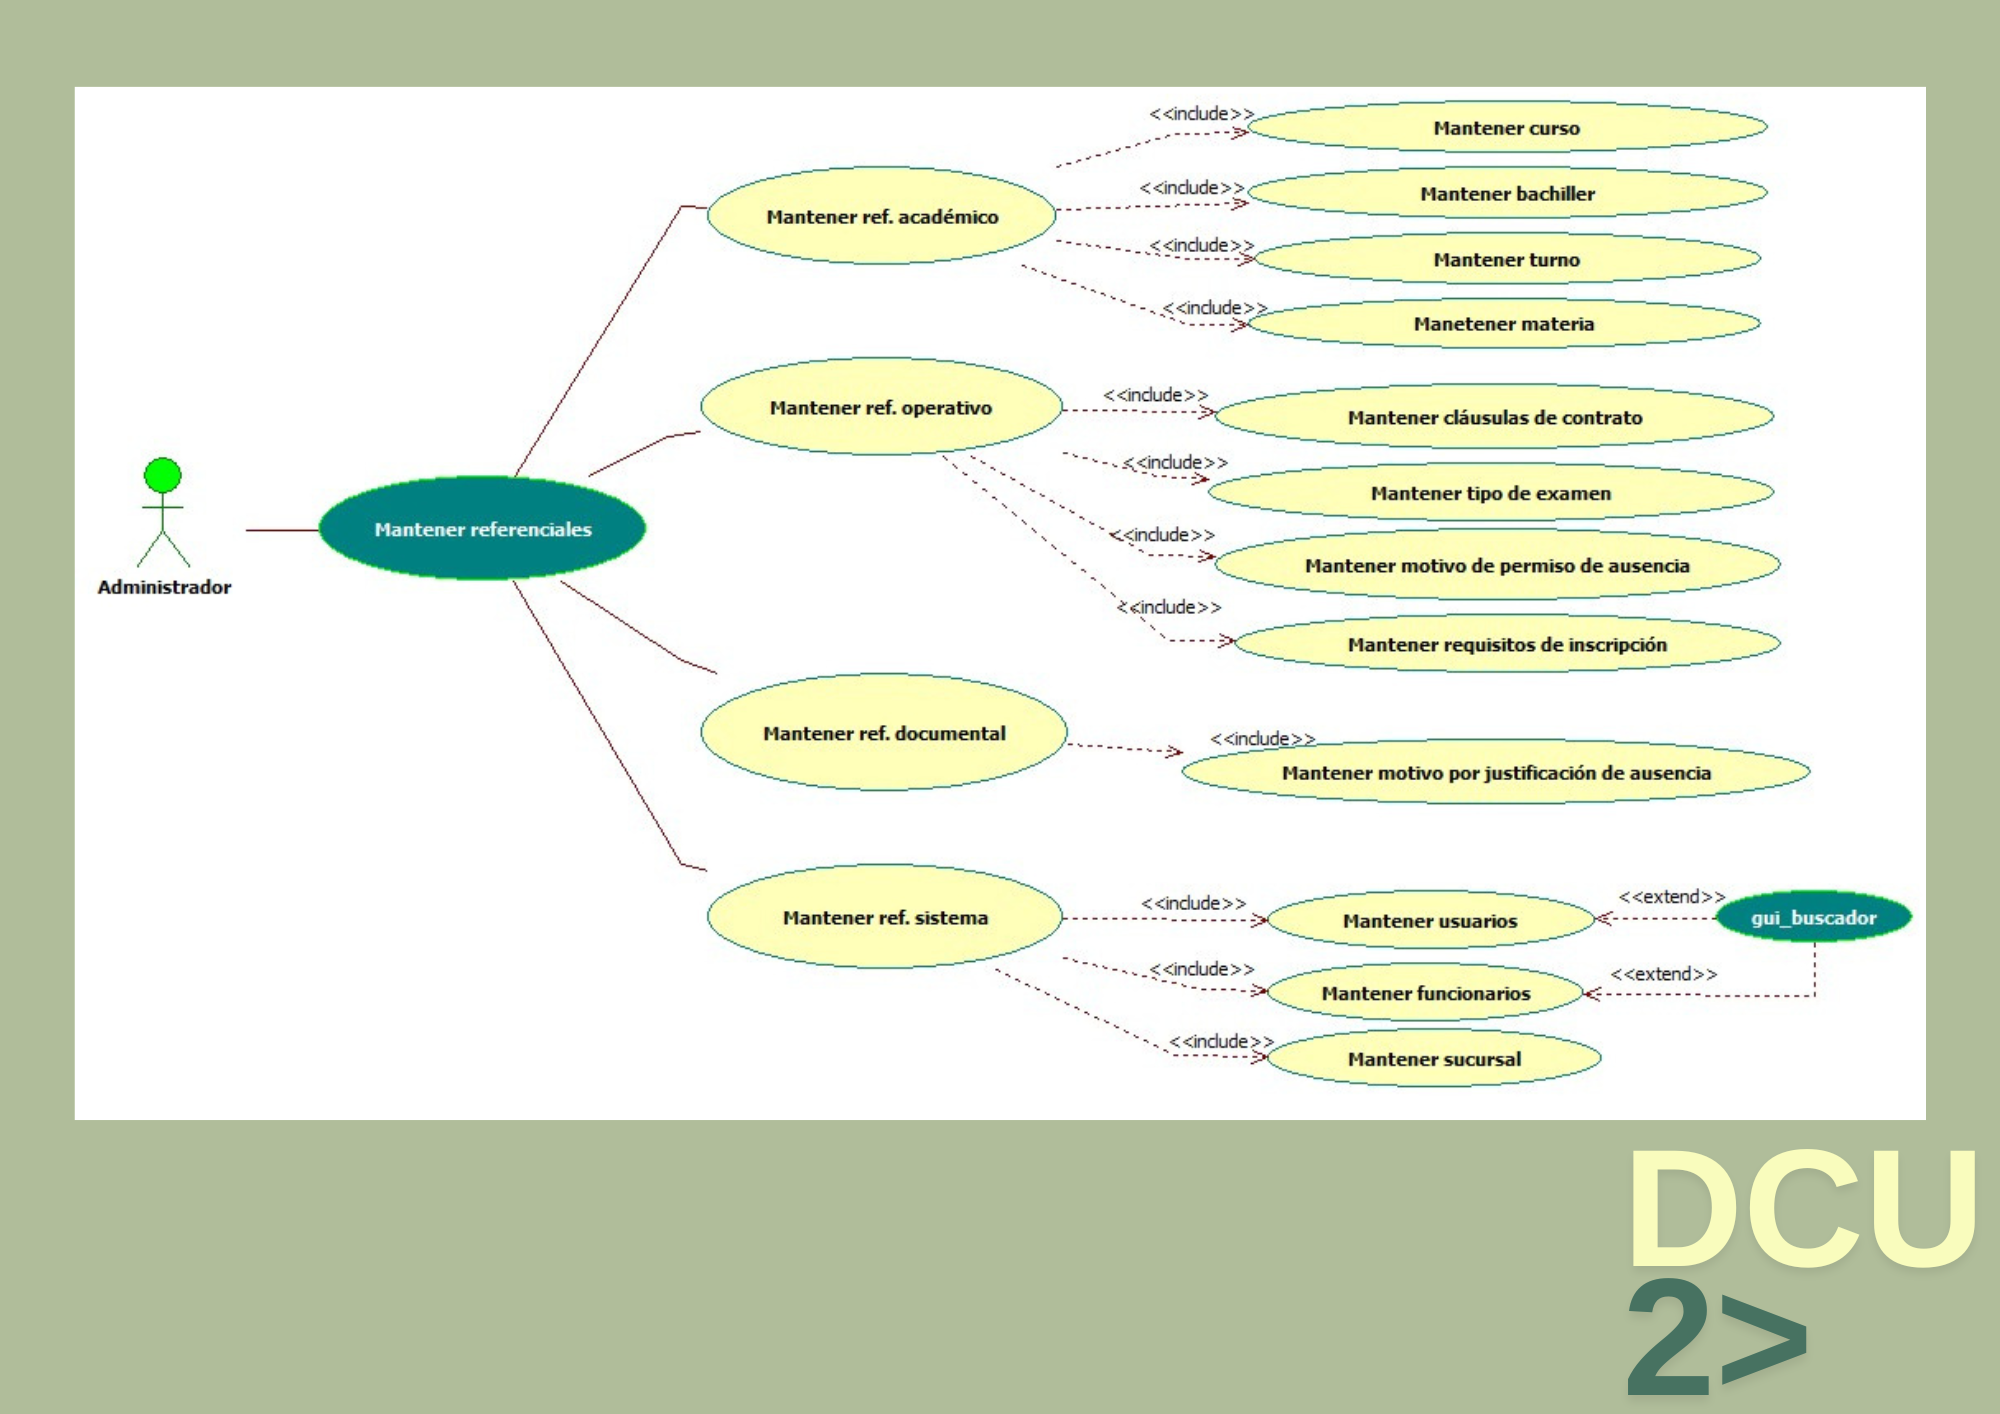 <<include>>
Mantener curso
<<include>>
Mantener bachiller
Mantener ref. académico
<<include>>
Mantener turno
<<include>>
Manetener materia
<<include>>
Mantener ref. operativo
Mantener cláusulas de contrato
<<include>>
Mantener tipo de examen
<<include>>
Mantener motivo de permiso de ausencia
<<include>>
Mantener requisitos de inscripción
Mantener referenciales
Administrador
Mantener ref. documental
<<include>>
Mantener motivo por justificación de ausencia
Mantener ref. sistema
<<include>>
Mantener usuarios
<<extend>>
gui_buscador
<<include>>
Mantener funcionarios
<<extend>>
<<include>>
Mantener sucursal
DCU
2>